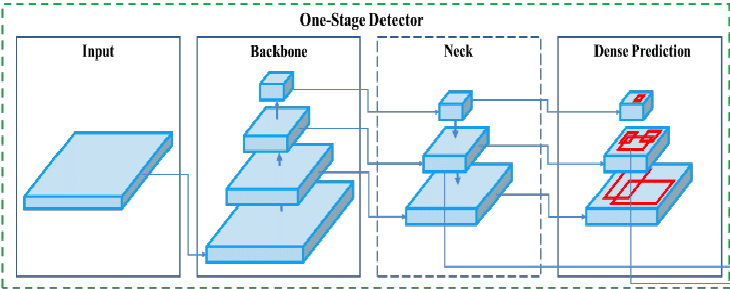 One-Stage Detector
Input
Backbone
Neck
Dense Prediction